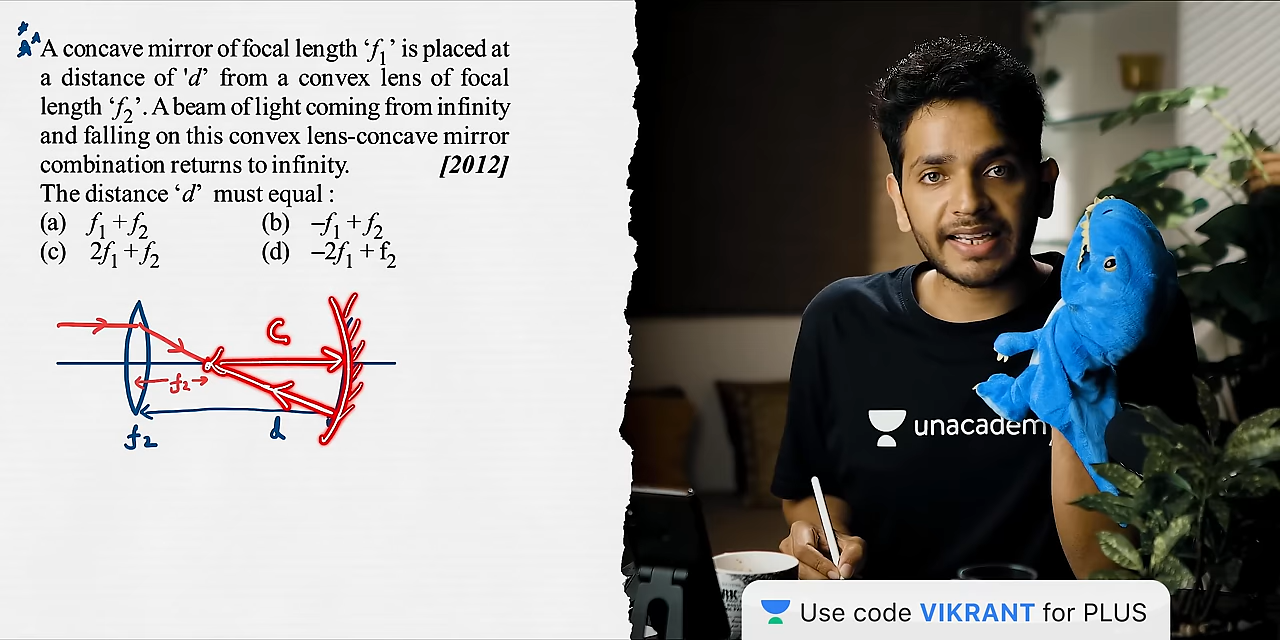 A concave mirror of focal length ‘f₁’ is placed at
a distance of 'd’ from a convex lens of focal
length ‘f₂’. A beam of light coming from infinity
and falling on this convex lens-concave mirror
combination returns to infinity. [2012]
The distance ‘d’ must equal :
(a) f₁ + f₂ (b) –f₁ + f₂
(c) 2f₁ + f₂ (d) –2f₁ + f₂
C
f₂
d
f₂
unacademy
Use code VIKRANT for PLUS